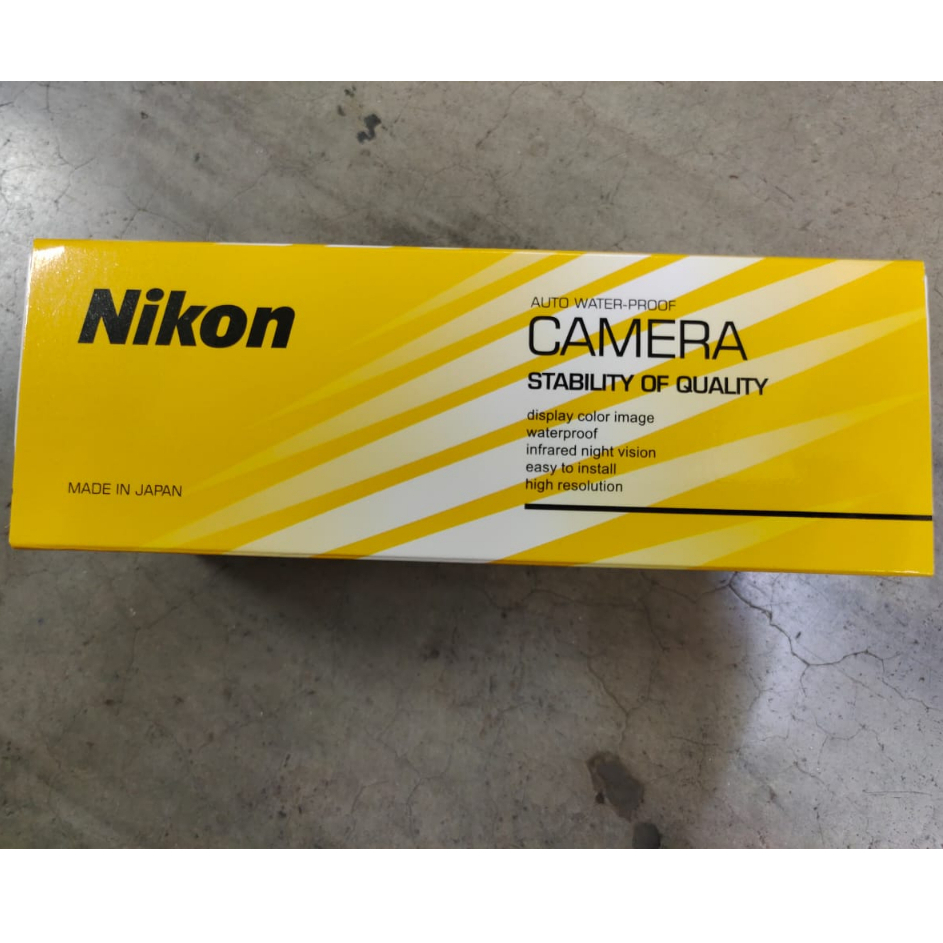 Nikon
MADE IN JAPAN
AUTO WATER-PROOF
CAMERA
STABILITY OF QUALITY
display color image
waterproof
infrared night vision
easy to install
high resolution